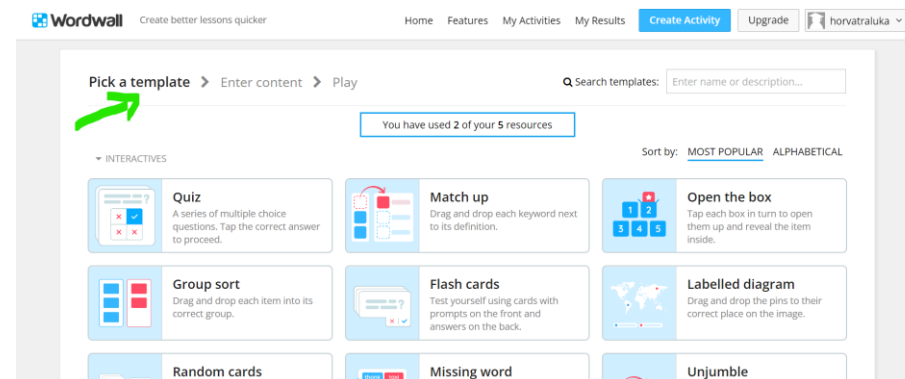 Wordwall Create better lessons quicker Home Features My Activities My Results Create Activity Upgrade horvatraluka
Pick a template > Enter content > Play Search templates: Enter name or description...
You have used 2 of your 5 resources
INTERACTIVES Sort by: MOST POPULAR ALPHABETICAL
Quiz
A series of multiple choice
questions. Tap the correct answer
to proceed.
Match up
Drag and drop each keyword next
to its definition.
Open the box
1 2
3 4 5
Tap each box in turn to open
them up and reveal the item
inside.
Group sort
Drag and drop each item into its
correct group.
Flash cards
Test yourself using cards with
prompts on the front and
answers on the back.
Labelled diagram
Drag and drop the pins to their
correct place on the image.
Random cards
Missing word
Unjumble